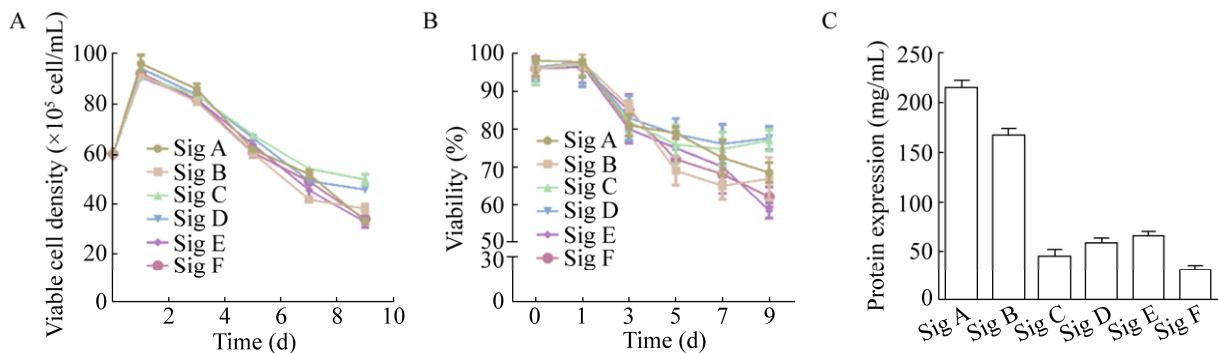 A
Viable cell density (×10⁵ cell/mL)
100
80
60
40
20
0
2
4
6
8
10
Time (d)
Sig A
Sig B
Sig C
Sig D
Sig E
Sig F
B
Viability (%)
100
90
80
70
60
50
30
0
0
1
3
5
7
9
Time (d)
Sig A
Sig B
Sig C
Sig D
Sig E
Sig F
C
Protein expression (mg/mL)
250
200
150
100
50
0
Sig A
Sig B
Sig C
Sig D
Sig E
Sig F